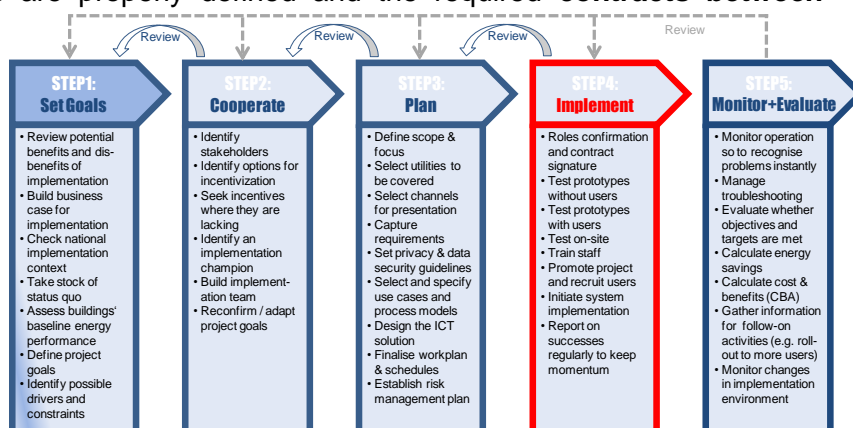 are properly defined and the required contracts between
Review
Review
Review
STEP1:
Set Goals
• Review potential
benefits and dis-
benefits of
implementation
• Build business
case for
implementation
• Check national
implementation
context
• Take stock of
status quo
• Assess buildings‘
baseline energy
performance
• Define project
goals
• Identify possible
drivers and
constraints
STEP2:
Cooperate
• Identify
stakeholders
• Identify options for
incentivization
• Seek incentives
where they are
lacking
• Identify an
implementation
champion
• Build implement-
ation team
• Reconfirm / adapt
project goals
STEP3:
Plan
• Define scope &
focus
• Select utilities to
be covered
• Select channels
for presentation
• Capture
requirements
• Set privacy & data
security guidelines
• Select and specify
use cases and
process models
• Design the ICT
solution
• Finalise workplan
& schedules
• Establish risk
management plan
STEP4:
Implement
• Roles confirmation
and contract
signature
• Test prototypes
without users
• Test prototypes
with users
• Test on-site
• Train staff
• Promote project
and recruit users
• Initiate system
implementation
• Report on
successes
regularly to keep
momentum
STEP5:
Monitor+Evaluate
• Monitor operation
so to recognise
problems instantly
• Manage
troubleshooting
• Evaluate whether
objectives and
targets are met
• Calculate energy
savings
• Calculate cost &
benefits (CBA)
• Gather information
for follow-on
activities (e.g. roll-
out to more users)
• Monitor changes
in implementation
environment